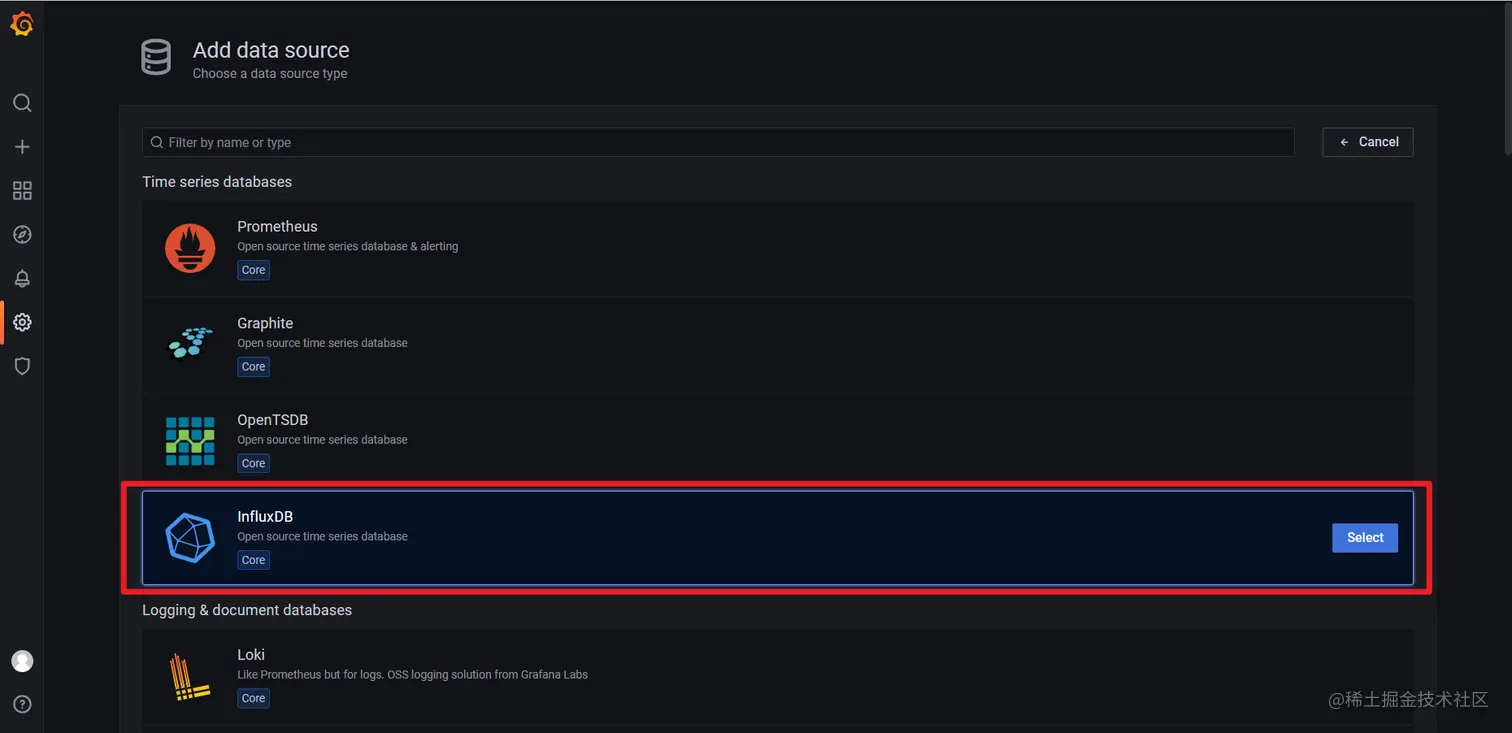 Add data source
Choose a data source type
Filter by name or type
← Cancel
Time series databases
Prometheus
Open source time series database & alerting
Core
Graphite
Open source time series database
Core
OpenTSDB
Open source time series database
Core
InfluxDB
Open source time series database
Core
Select
Logging & document databases
Loki
Like Prometheus but for logs. OSS logging solution from Grafana Labs
Core
@稀土掘金技术社区